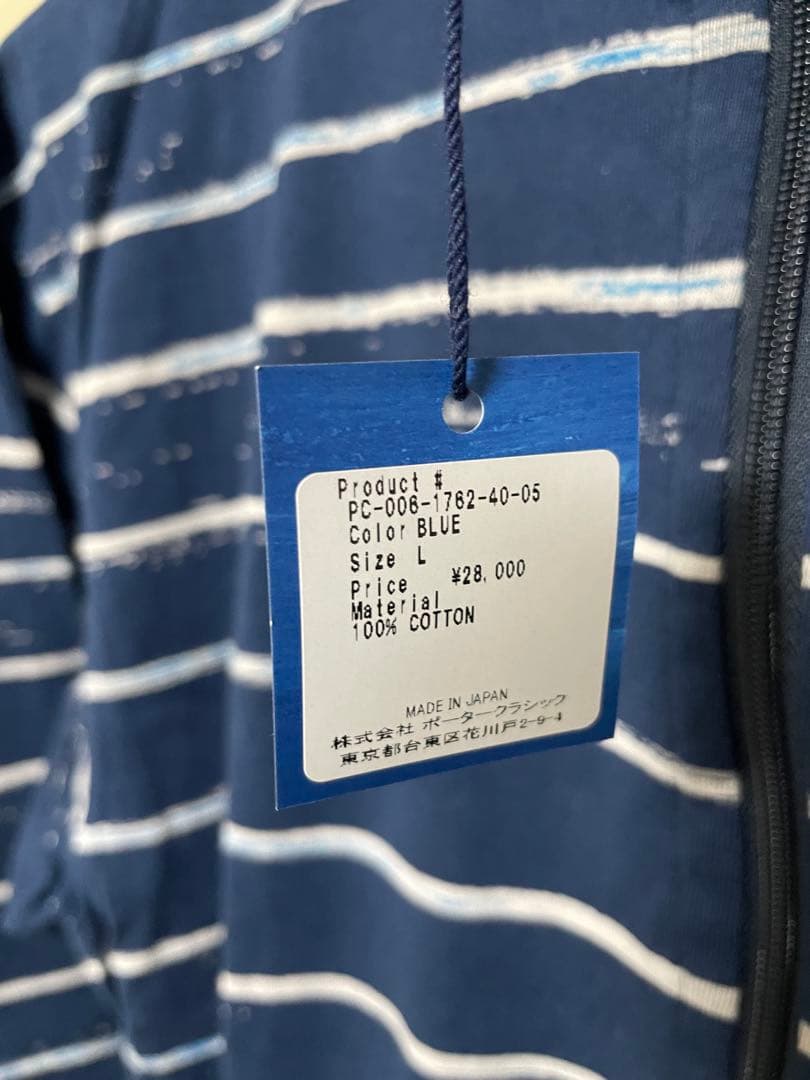 Product #
PC-006-1762-40-05
Color BLUE
Size L
Price ¥28,000
Material
100% COTTON
MADE IN JAPAN
株式会社 ポータークラシック
東京都台東区花川戸2-9-4